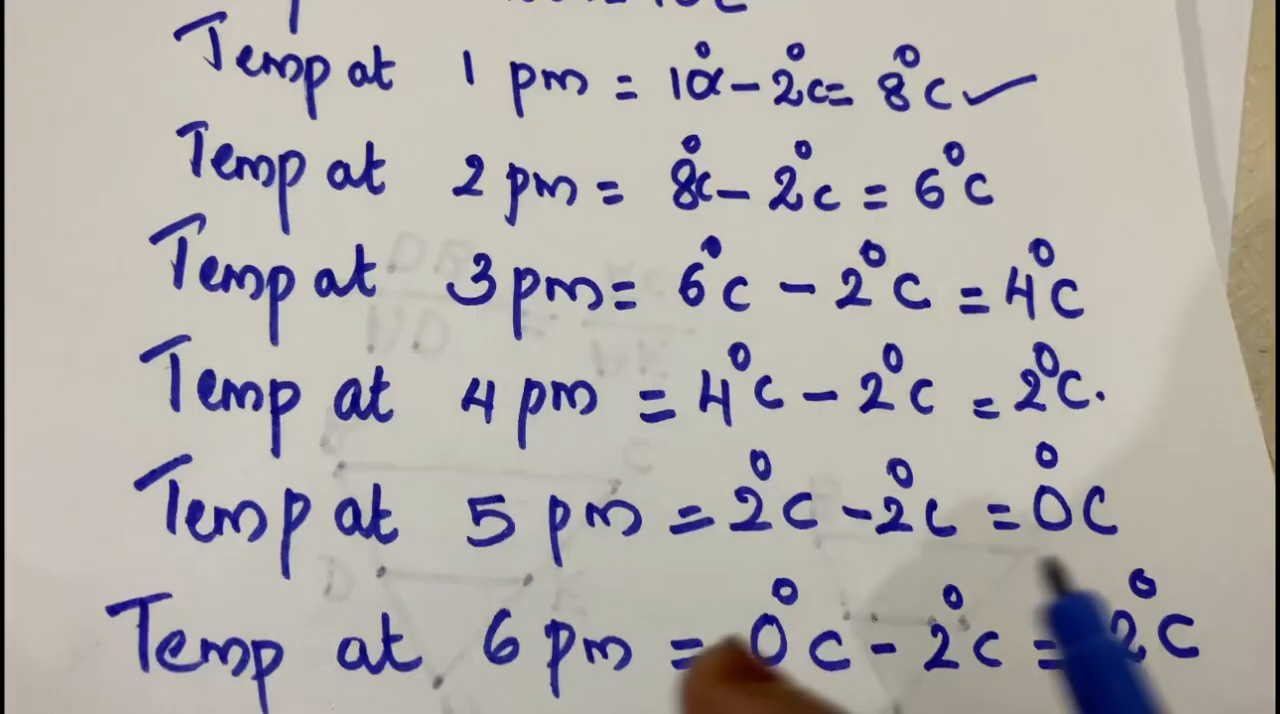 Temp at 1 pm = 10°C - 2°C = 8°C ✓
Temp at 2 pm = 8°C - 2°C = 6°C
Temp at 3 pm = 6°C - 2°C = 4°C
Temp at 4 pm = 4°C - 2°C = 2°C.
Temp at 5 pm = 2°C - 2°C = 0°C
Temp at 6 pm = 0°C - 2°C = 2°C